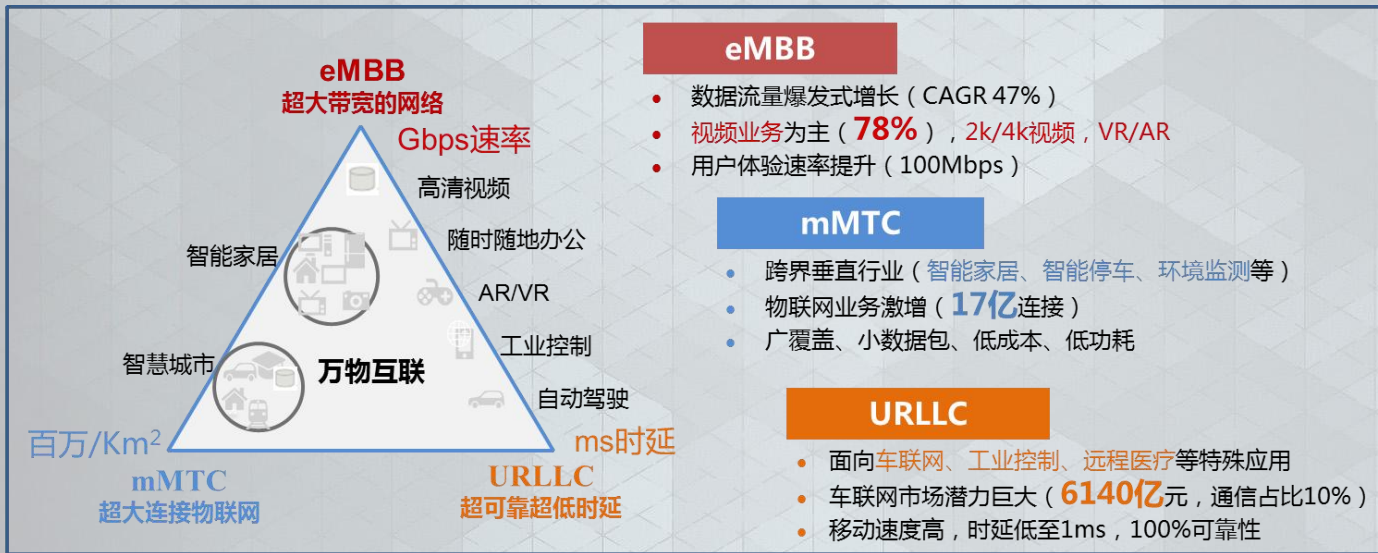 eMBB
超大带宽的网络
Gbps速率
高清视频
智能家居
随时随地办公
AR/VR
工业控制
智慧城市
万物互联
自动驾驶
百万/Km²
ms时延
mMTC
超大连接物联网
URLLC
超可靠超低时延
eMBB
数据流量爆发式增长（CAGR 47%）
视频业务为主（78%），2k/4k视频，VR/AR
用户体验速率提升（100Mbps）
mMTC
跨界垂直行业（智能家居、智能停车、环境监测等）
物联网业务激增（17亿连接）
广覆盖、小数据包、低成本、低功耗
URLLC
面向车联网、工业控制、远程医疗等特殊应用
车联网市场潜力巨大（6140亿元，通信占比10%）
移动速度高，时延低至1ms，100%可靠性